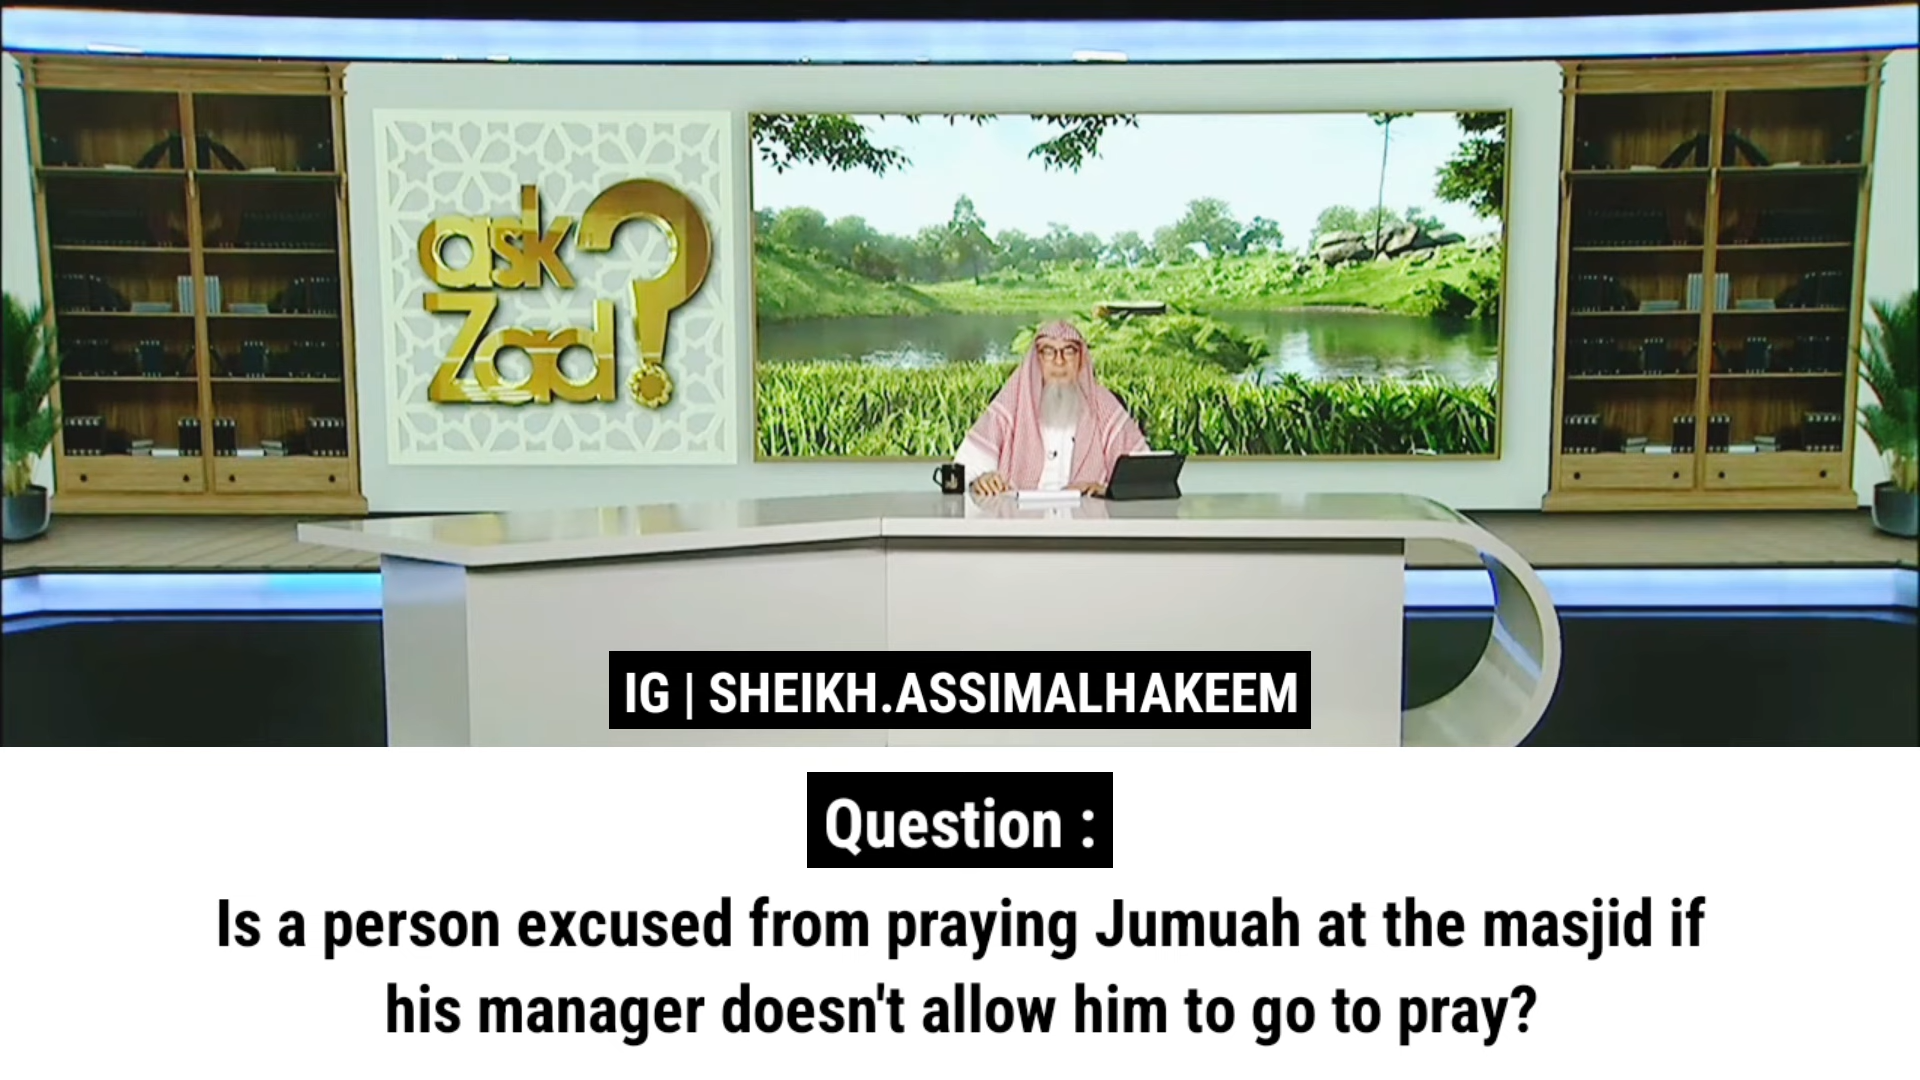 ask
Zad?
IG | SHEIKH.ASSIMALHAKEEM
Question :
Is a person excused from praying Jumuah at the masjid if
his manager doesn't allow him to go to pray?